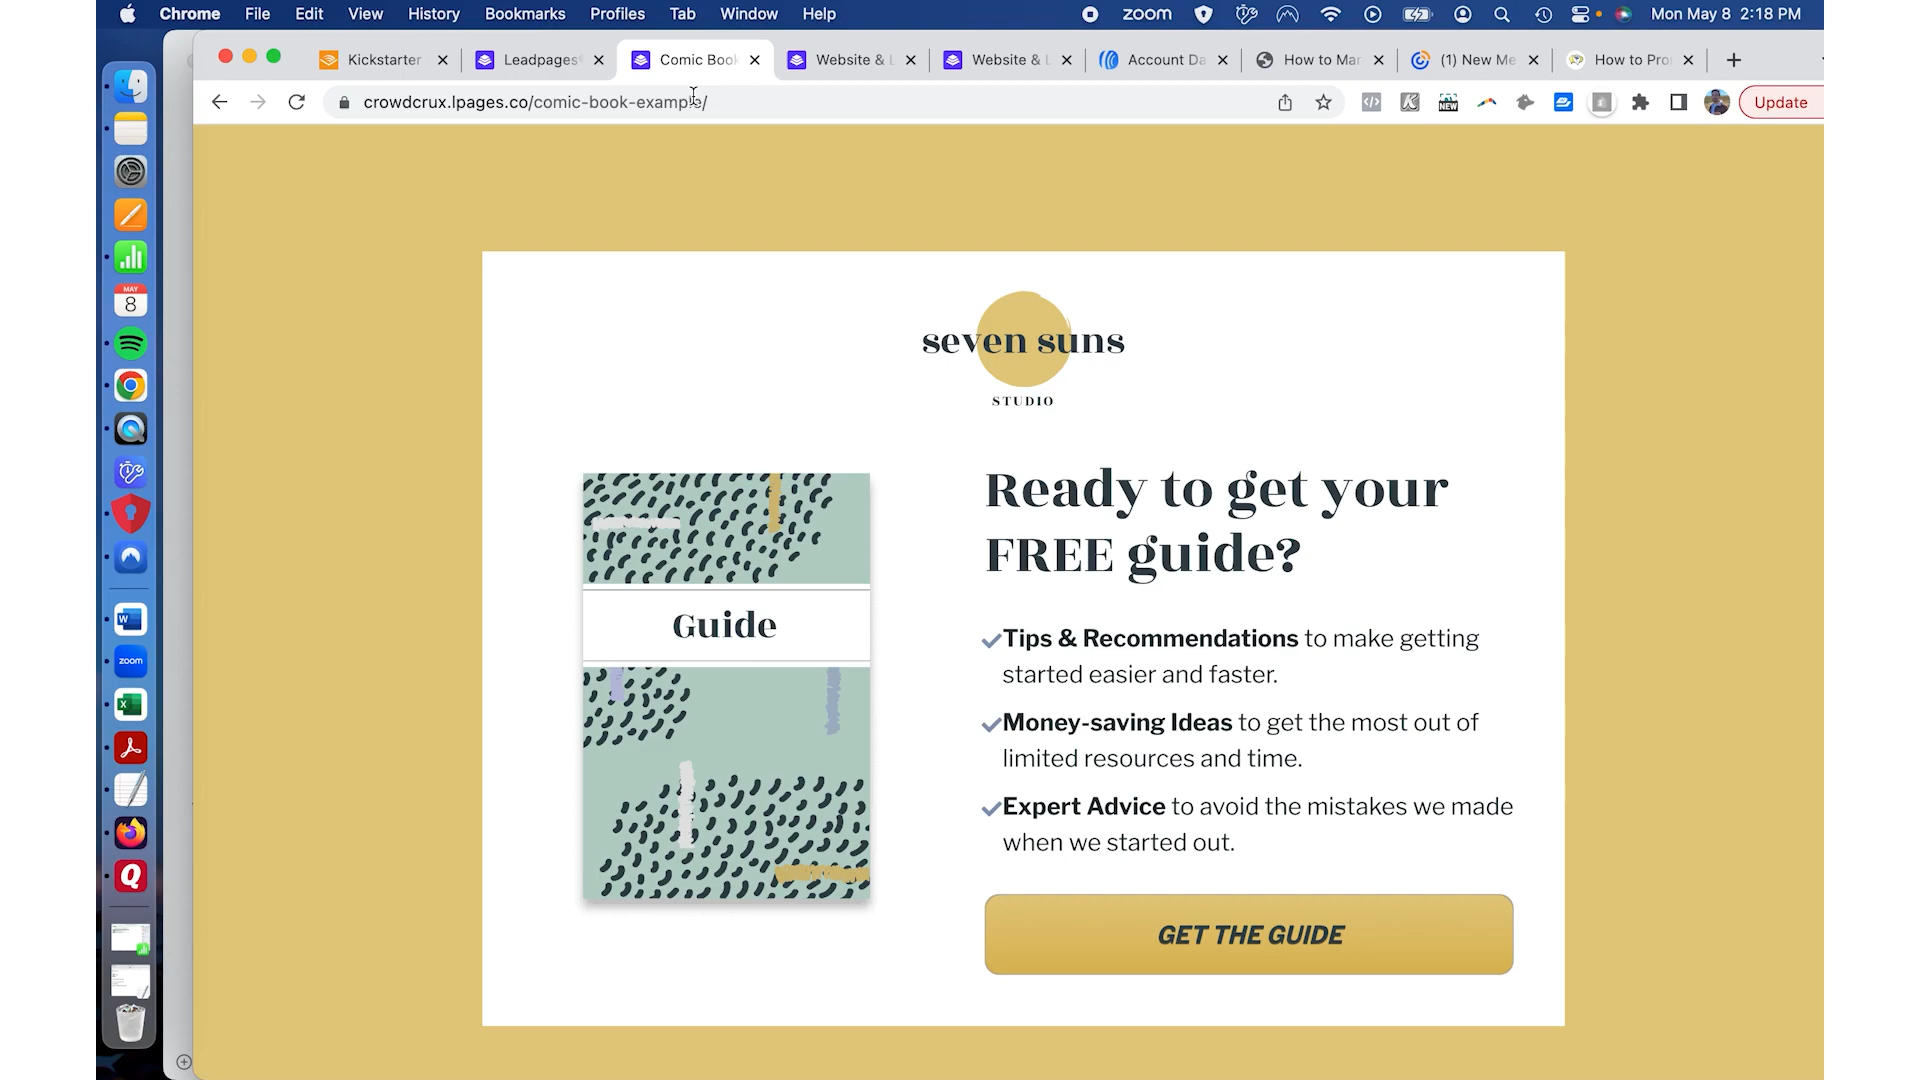 Chrome File Edit View History Bookmarks Profiles Tab Window Help zoom Mon May 8 2:18 PM
Kickstarter Leadpages Comic Book Website & L Website & L Account Da How to Mar (1) New Me How to Pro
crowdcrux.lpages.co/comic-book-example/ NEW Update
MAY
8
zoom
seven suns
STUDIO
Ready to get your
FREE guide?
Guide
Tips & Recommendations to make getting
started easier and faster.
Money-saving Ideas to get the most out of
limited resources and time.
Expert Advice to avoid the mistakes we made
when we started out.
GET THE GUIDE